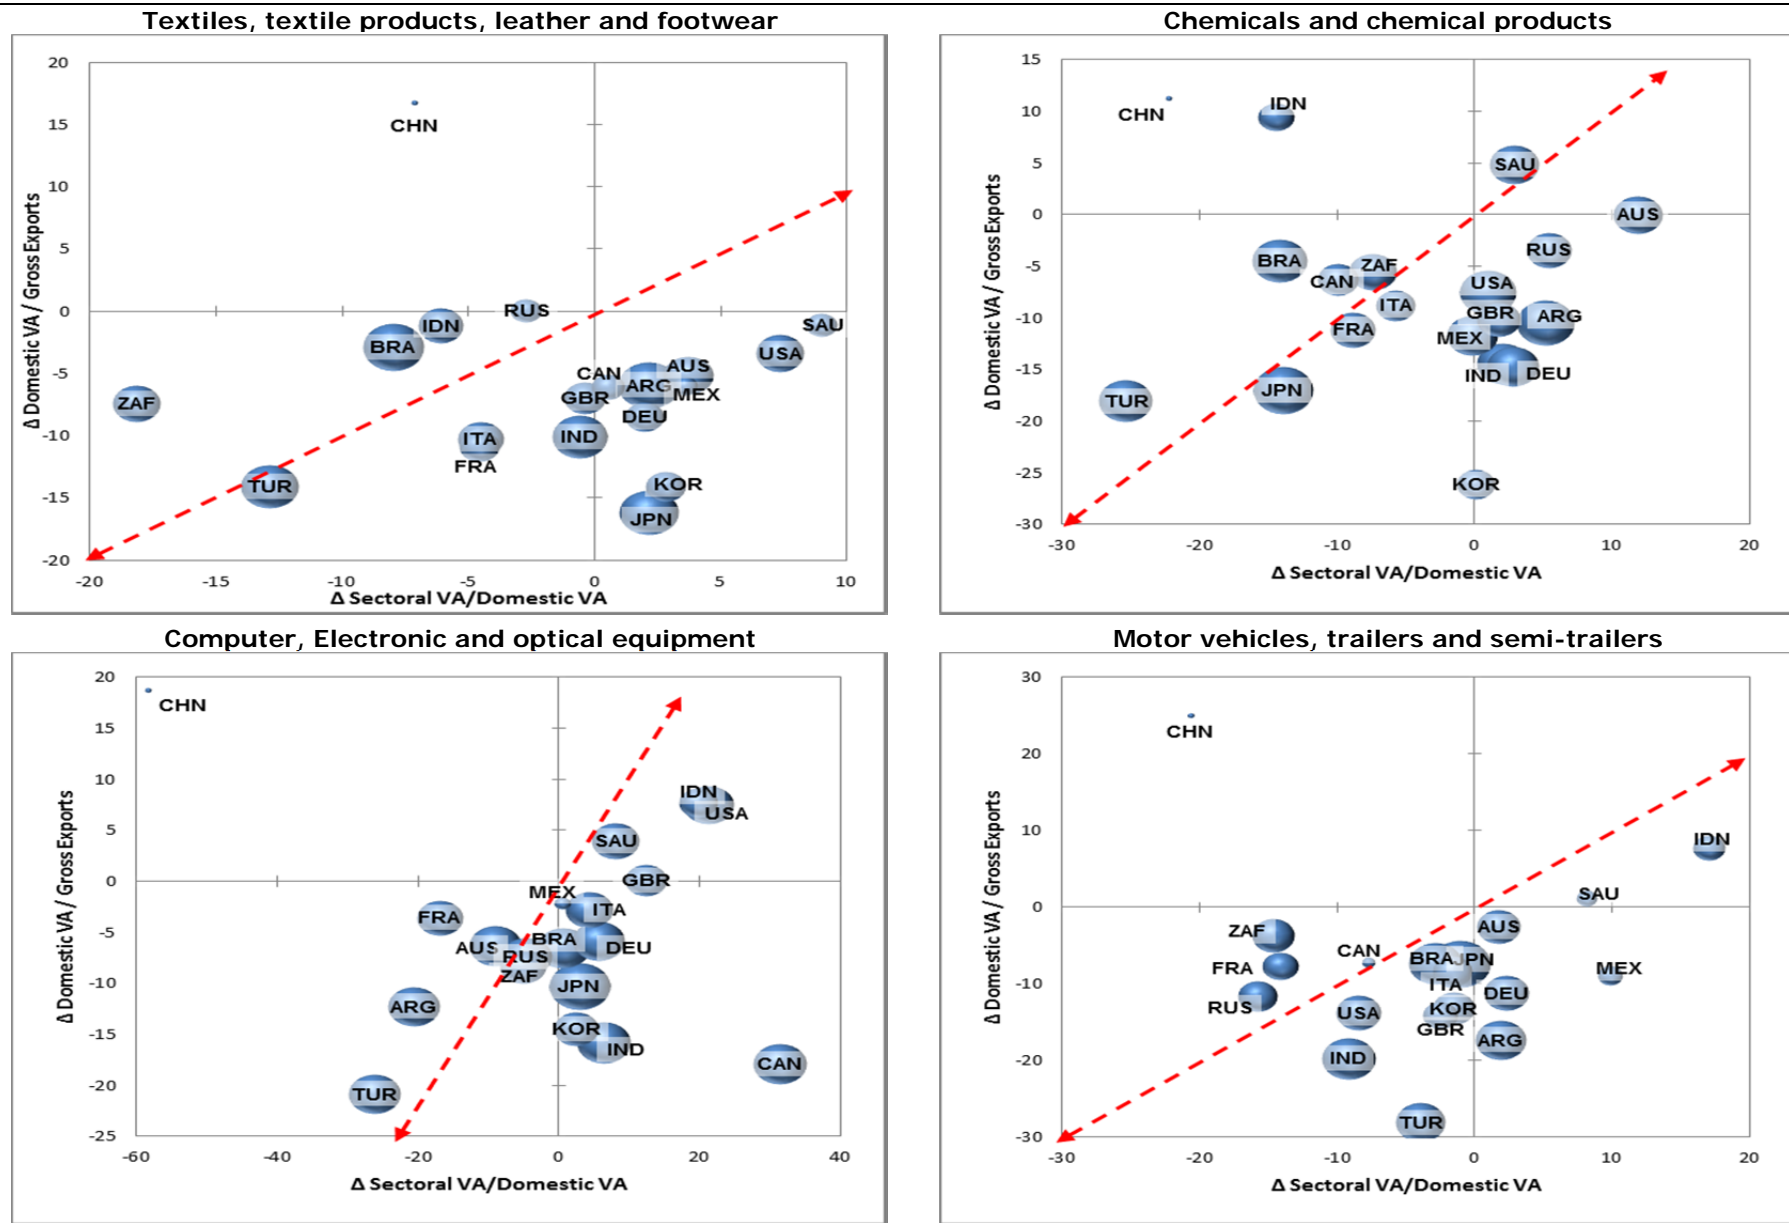 Textiles, textile products, leather and footwear
Δ Domestic VA / Gross Exports
20
15
10
5
0
-5
-10
-15
-20
CHN
RUS
IDN
BRA
SAU
USA
ZAF
CAN
AUS
ARG
MEX
GBR
DEU
ITA
IND
FRA
TUR
KOR
JPN
-20
-15
-10
-5
0
5
10
Δ Sectoral VA/Domestic VA
Chemicals and chemical products
Δ Domestic VA / Gross Exports
15
10
5
0
-5
-10
-15
-20
-25
-30
CHN
IDN
SAU
AUS
RUS
BRA
ZAF
CAN
USA
ITA
GBR
ARG
FRA
MEX
IND
DEU
JPN
TUR
KOR
-30
-20
-10
0
10
20
Δ Sectoral VA/Domestic VA
Computer, Electronic and optical equipment
Δ Domestic VA / Gross Exports
20
15
10
5
0
-5
-10
-15
-20
-25
CHN
IDN
USA
SAU
GBR
MEX
FRA
ITA
AUS
BRA
DEU
RUS
ZAF
JPN
ARG
KOR
IND
CAN
TUR
-60
-40
-20
0
20
40
Δ Sectoral VA/Domestic VA
Motor vehicles, trailers and semi-trailers
Δ Domestic VA / Gross Exports
30
20
10
0
-10
-20
-30
CHN
IDN
SAU
AUS
ZAF
CAN
BRA
JPN
FRA
MEX
ITA
RUS
DEU
USA
KOR
GBR
ARG
IND
TUR
-30
-20
-10
0
10
20
Δ Sectoral VA/Domestic VA